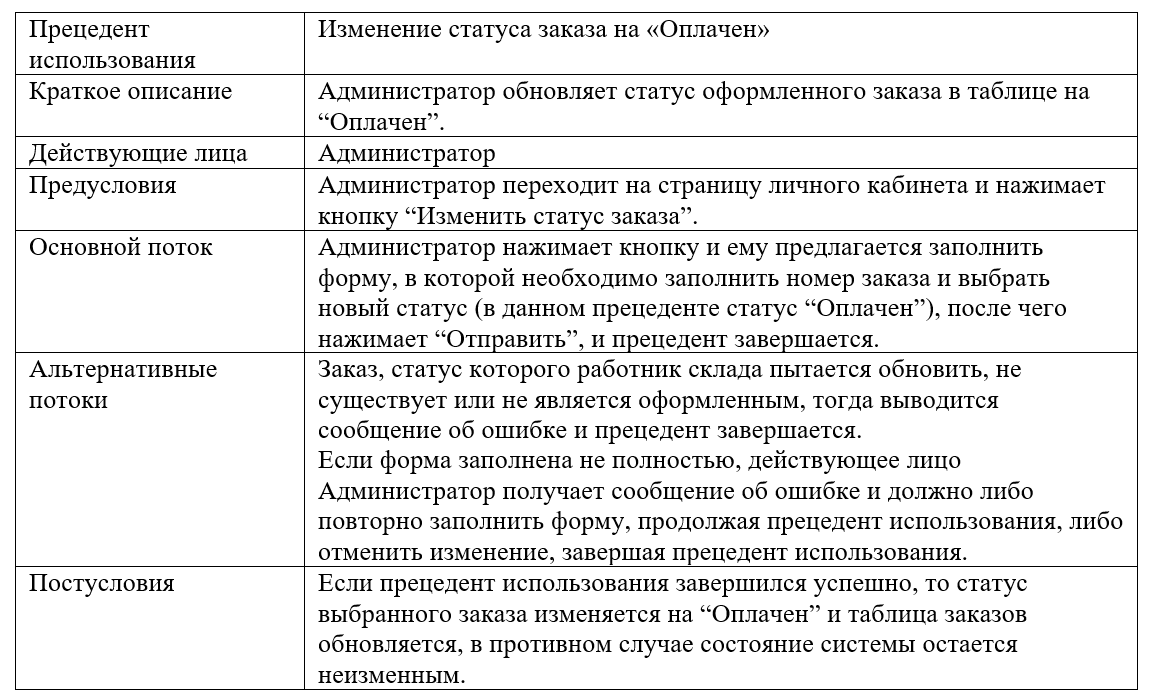 Прецедент
использования
Изменение статуса заказа на «Оплачен»
Краткое описание
Администратор обновляет статус оформленного заказа в таблице на
“Оплачен”.
Действующие лица
Администратор
Предусловия
Администратор переходит на страницу личного кабинета и нажимает
кнопку “Изменить статус заказа”.
Основной поток
Администратор нажимает кнопку и ему предлагается заполнить
форму, в которой необходимо заполнить номер заказа и выбрать
новый статус (в данном прецеденте статус “Оплачен”), после чего
нажимает “Отправить”, и прецедент завершается.
Альтернативные
потоки
Заказ, статус которого работник склада пытается обновить, не
существует или не является оформленным, тогда выводится
сообщение об ошибке и прецедент завершается.
Если форма заполнена не полностью, действующее лицо
Администратор получает сообщение об ошибке и должно либо
повторно заполнить форму, продолжая прецедент использования, либо
отменить изменение, завершая прецедент использования.
Постусловия
Если прецедент использования завершился успешно, то статус
выбранного заказа изменяется на “Оплачен” и таблица заказов
обновляется, в противном случае состояние системы остается
неизменным.